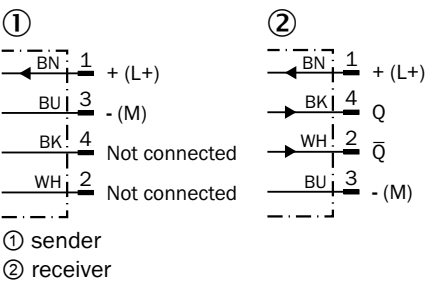 ① ②
BN 1 + (L+) BN 1 + (L+)
BU 3 - (M) BK 4 Q
BK 4 Not connected WH 2 Q̅
WH 2 Not connected BU 3 - (M)
① sender
② receiver